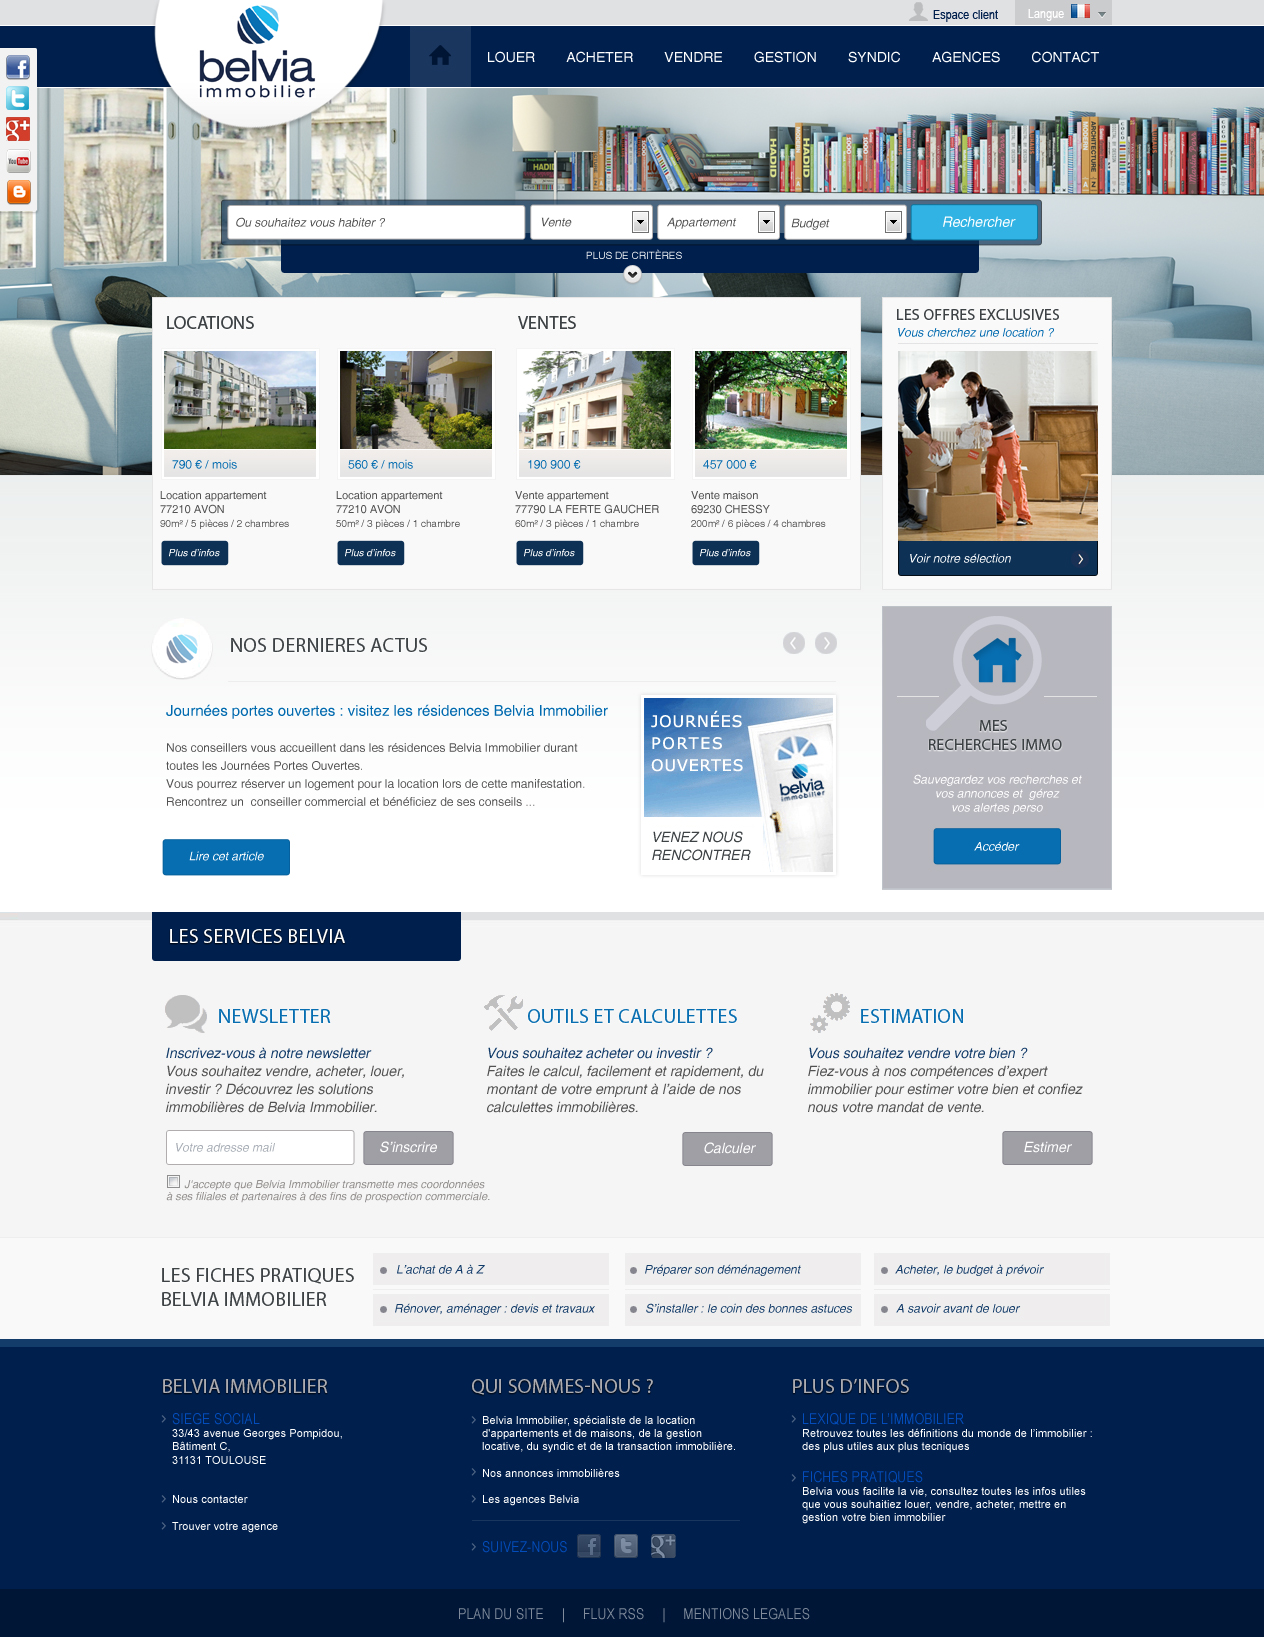 Espace client
Langue
belvia
immobilier
LOUER
ACHETER
VENDRE
GESTION
SYNDIC
AGENCES
CONTACT
You Tube
HADID
HADID
HADID
Ou souhaitez vous habiter ?
Vente
Appartement
Budget
Rechercher
PLUS DE CRITÈRES
LOCATIONS
VENTES
790 € / mois
Location appartement
77210 AVON
90m² / 5 pièces / 2 chambres
Plus d'infos
560 € / mois
Location appartement
77210 AVON
50m² / 3 pièces / 1 chambre
Plus d'infos
190 900 €
Vente appartement
77790 LA FERTE GAUCHER
60m² / 3 pièces / 1 chambre
Plus d'infos
457 000 €
Vente maison
69230 CHESSY
200m² / 6 pièces / 4 chambres
Plus d'infos
LES OFFRES EXCLUSIVES
Vous cherchez une location ?
Voir notre sélection
NOS DERNIERES ACTUS
Journées portes ouvertes : visitez les résidences Belvia Immobilier
Nos conseillers vous accueillent dans les résidences Belvia Immobilier durant
toutes les Journées Portes Ouvertes.
Vous pourrez réserver un logement pour la location lors de cette manifestation.
Rencontrez un  conseiller commercial et bénéficiez de ses conseils ...
Lire cet article
JOURNÉES
PORTES
OUVERTES
belvia
immobilier
VENEZ NOUS
RENCONTRER
MES
RECHERCHES IMMO
Sauvegardez vos recherches et
vos annonces et  gérez
vos alertes perso
Accéder
LES SERVICES BELVIA
NEWSLETTER
Inscrivez-vous à notre newsletter
Vous souhaitez vendre, acheter, louer,
investir ? Découvrez les solutions
immobilières de Belvia Immobilier.
Votre adresse mail
S'inscrire
J'accepte que Belvia Immobilier transmette mes coordonnées
à ses filiales et partenaires à des fins de prospection commerciale.
OUTILS ET CALCULETTES
Vous souhaitez acheter ou investir ?
Faites le calcul, facilement et rapidement, du
montant de votre emprunt à l'aide de nos
calculettes immobilières.
Calculer
ESTIMATION
Vous souhaitez vendre votre bien ?
Fiez-vous à nos compétences d'expert
immobilier pour estimer votre bien et confiez
nous votre mandat de vente.
Estimer
LES FICHES PRATIQUES
BELVIA IMMOBILIER
L'achat de A à Z
Préparer son déménagement
Acheter, le budget à prévoir
Rénover, aménager : devis et travaux
S'installer : le coin des bonnes astuces
A savoir avant de louer
BELVIA IMMOBILIER
SIEGE SOCIAL
33/43 avenue Georges Pompidou,
Bâtiment C,
31131 TOULOUSE
Nous contacter
Trouver votre agence
QUI SOMMES-NOUS ?
Belvia Immobilier, spécialiste de la location
d'appartements et de maisons, de la gestion
locative, du syndic et de la transaction immobilière.
Nos annonces immobilières
Les agences Belvia
SUIVEZ-NOUS
PLUS D'INFOS
LEXIQUE DE L'IMMOBILIER
Retrouvez toutes les définitions du monde de l'immobilier :
des plus utiles aux plus tecniques
FICHES PRATIQUES
Belvia vous facilite la vie, consultez toutes les infos utiles
que vous souhaitiez louer, vendre, acheter, mettre en
gestion votre bien immobilier
PLAN DU SITE | FLUX RSS | MENTIONS LEGALES